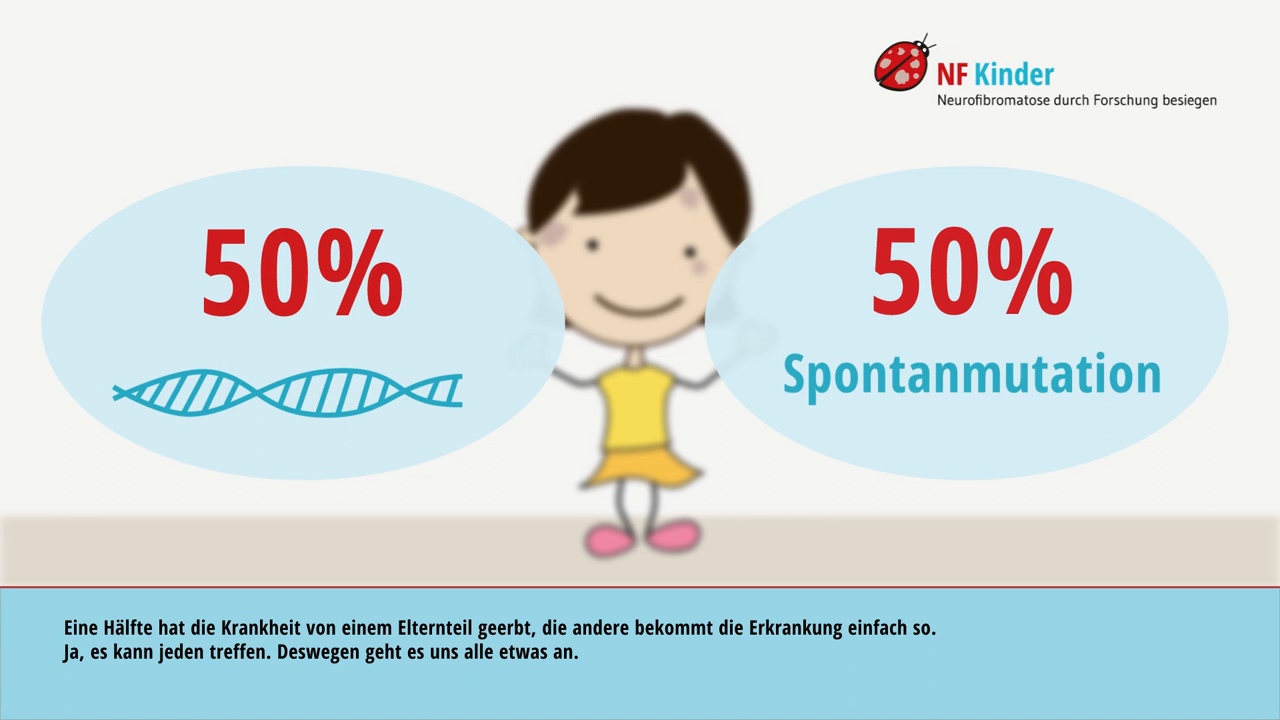 NF Kinder
Neurofibromatose durch Forschung besiegen
50%
50%
Spontanmutation
Eine Hälfte hat die Krankheit von einem Elternteil geerbt, die andere bekommt die Erkrankung einfach so.
Ja, es kann jeden treffen. Deswegen geht es uns alle etwas an.